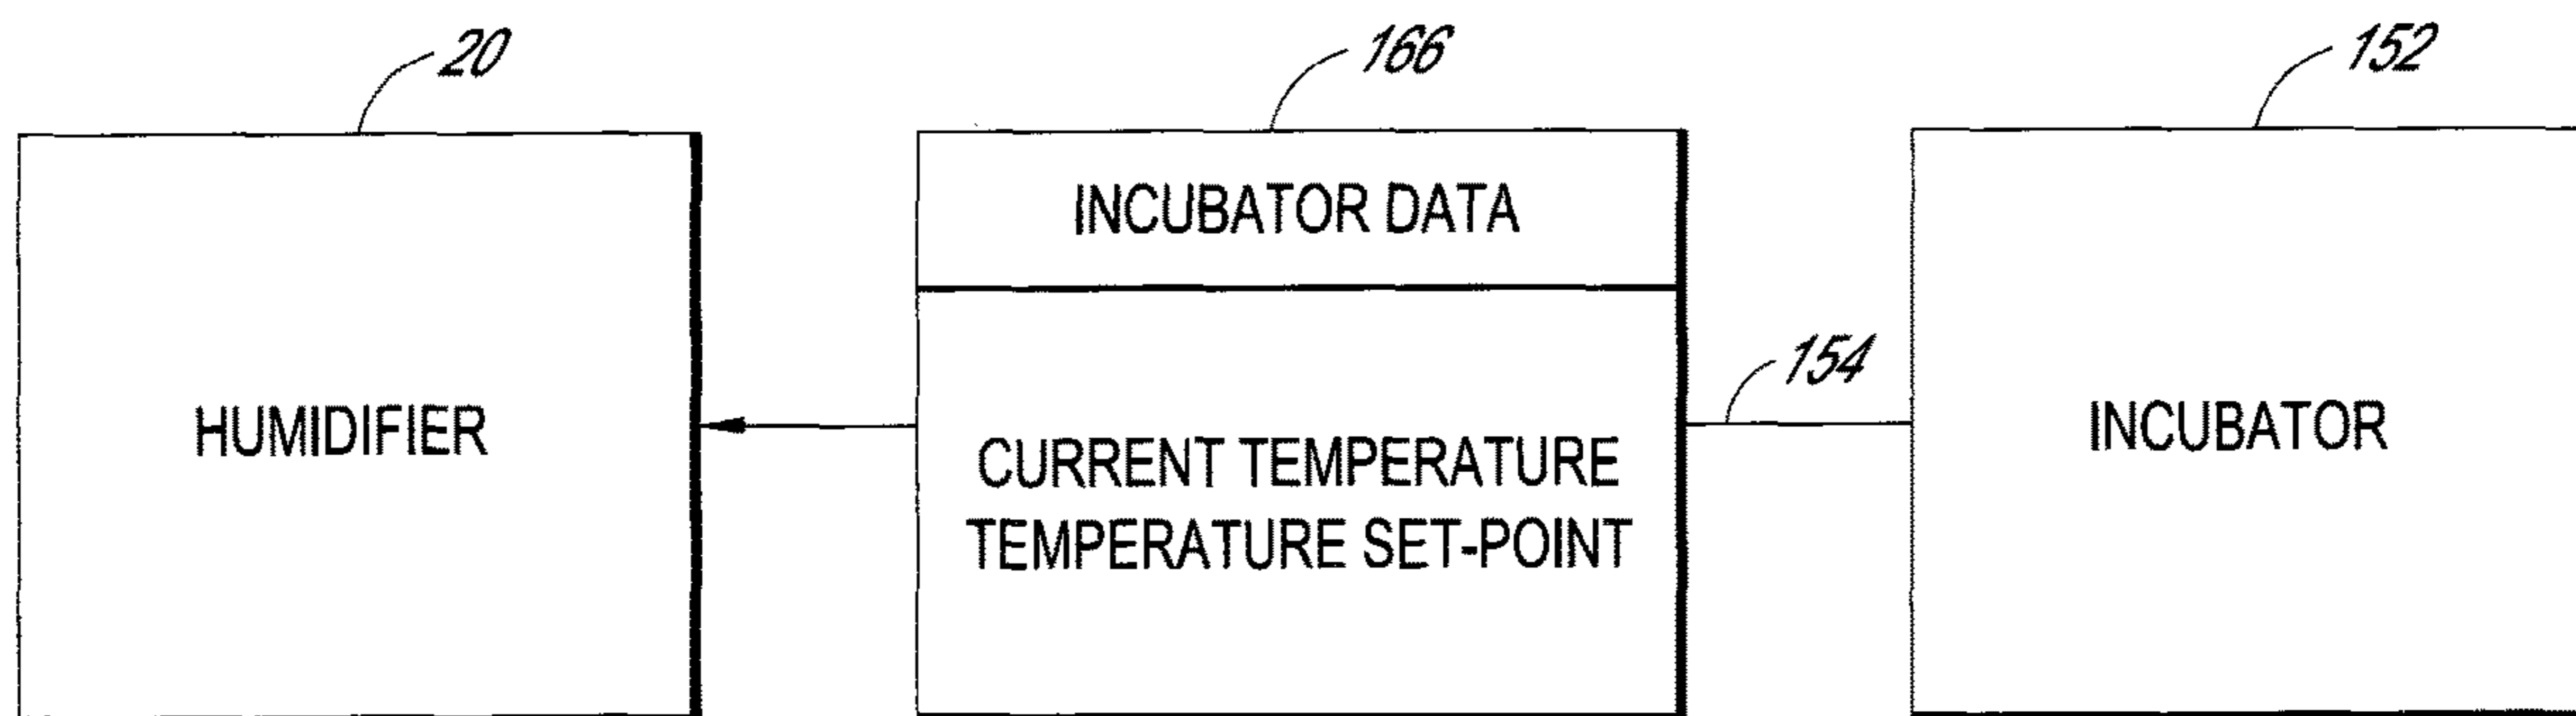 20
166
152
INCUBATOR DATA
154
HUMIDIFIER
CURRENT TEMPERATURE
TEMPERATURE SET-POINT
INCUBATOR